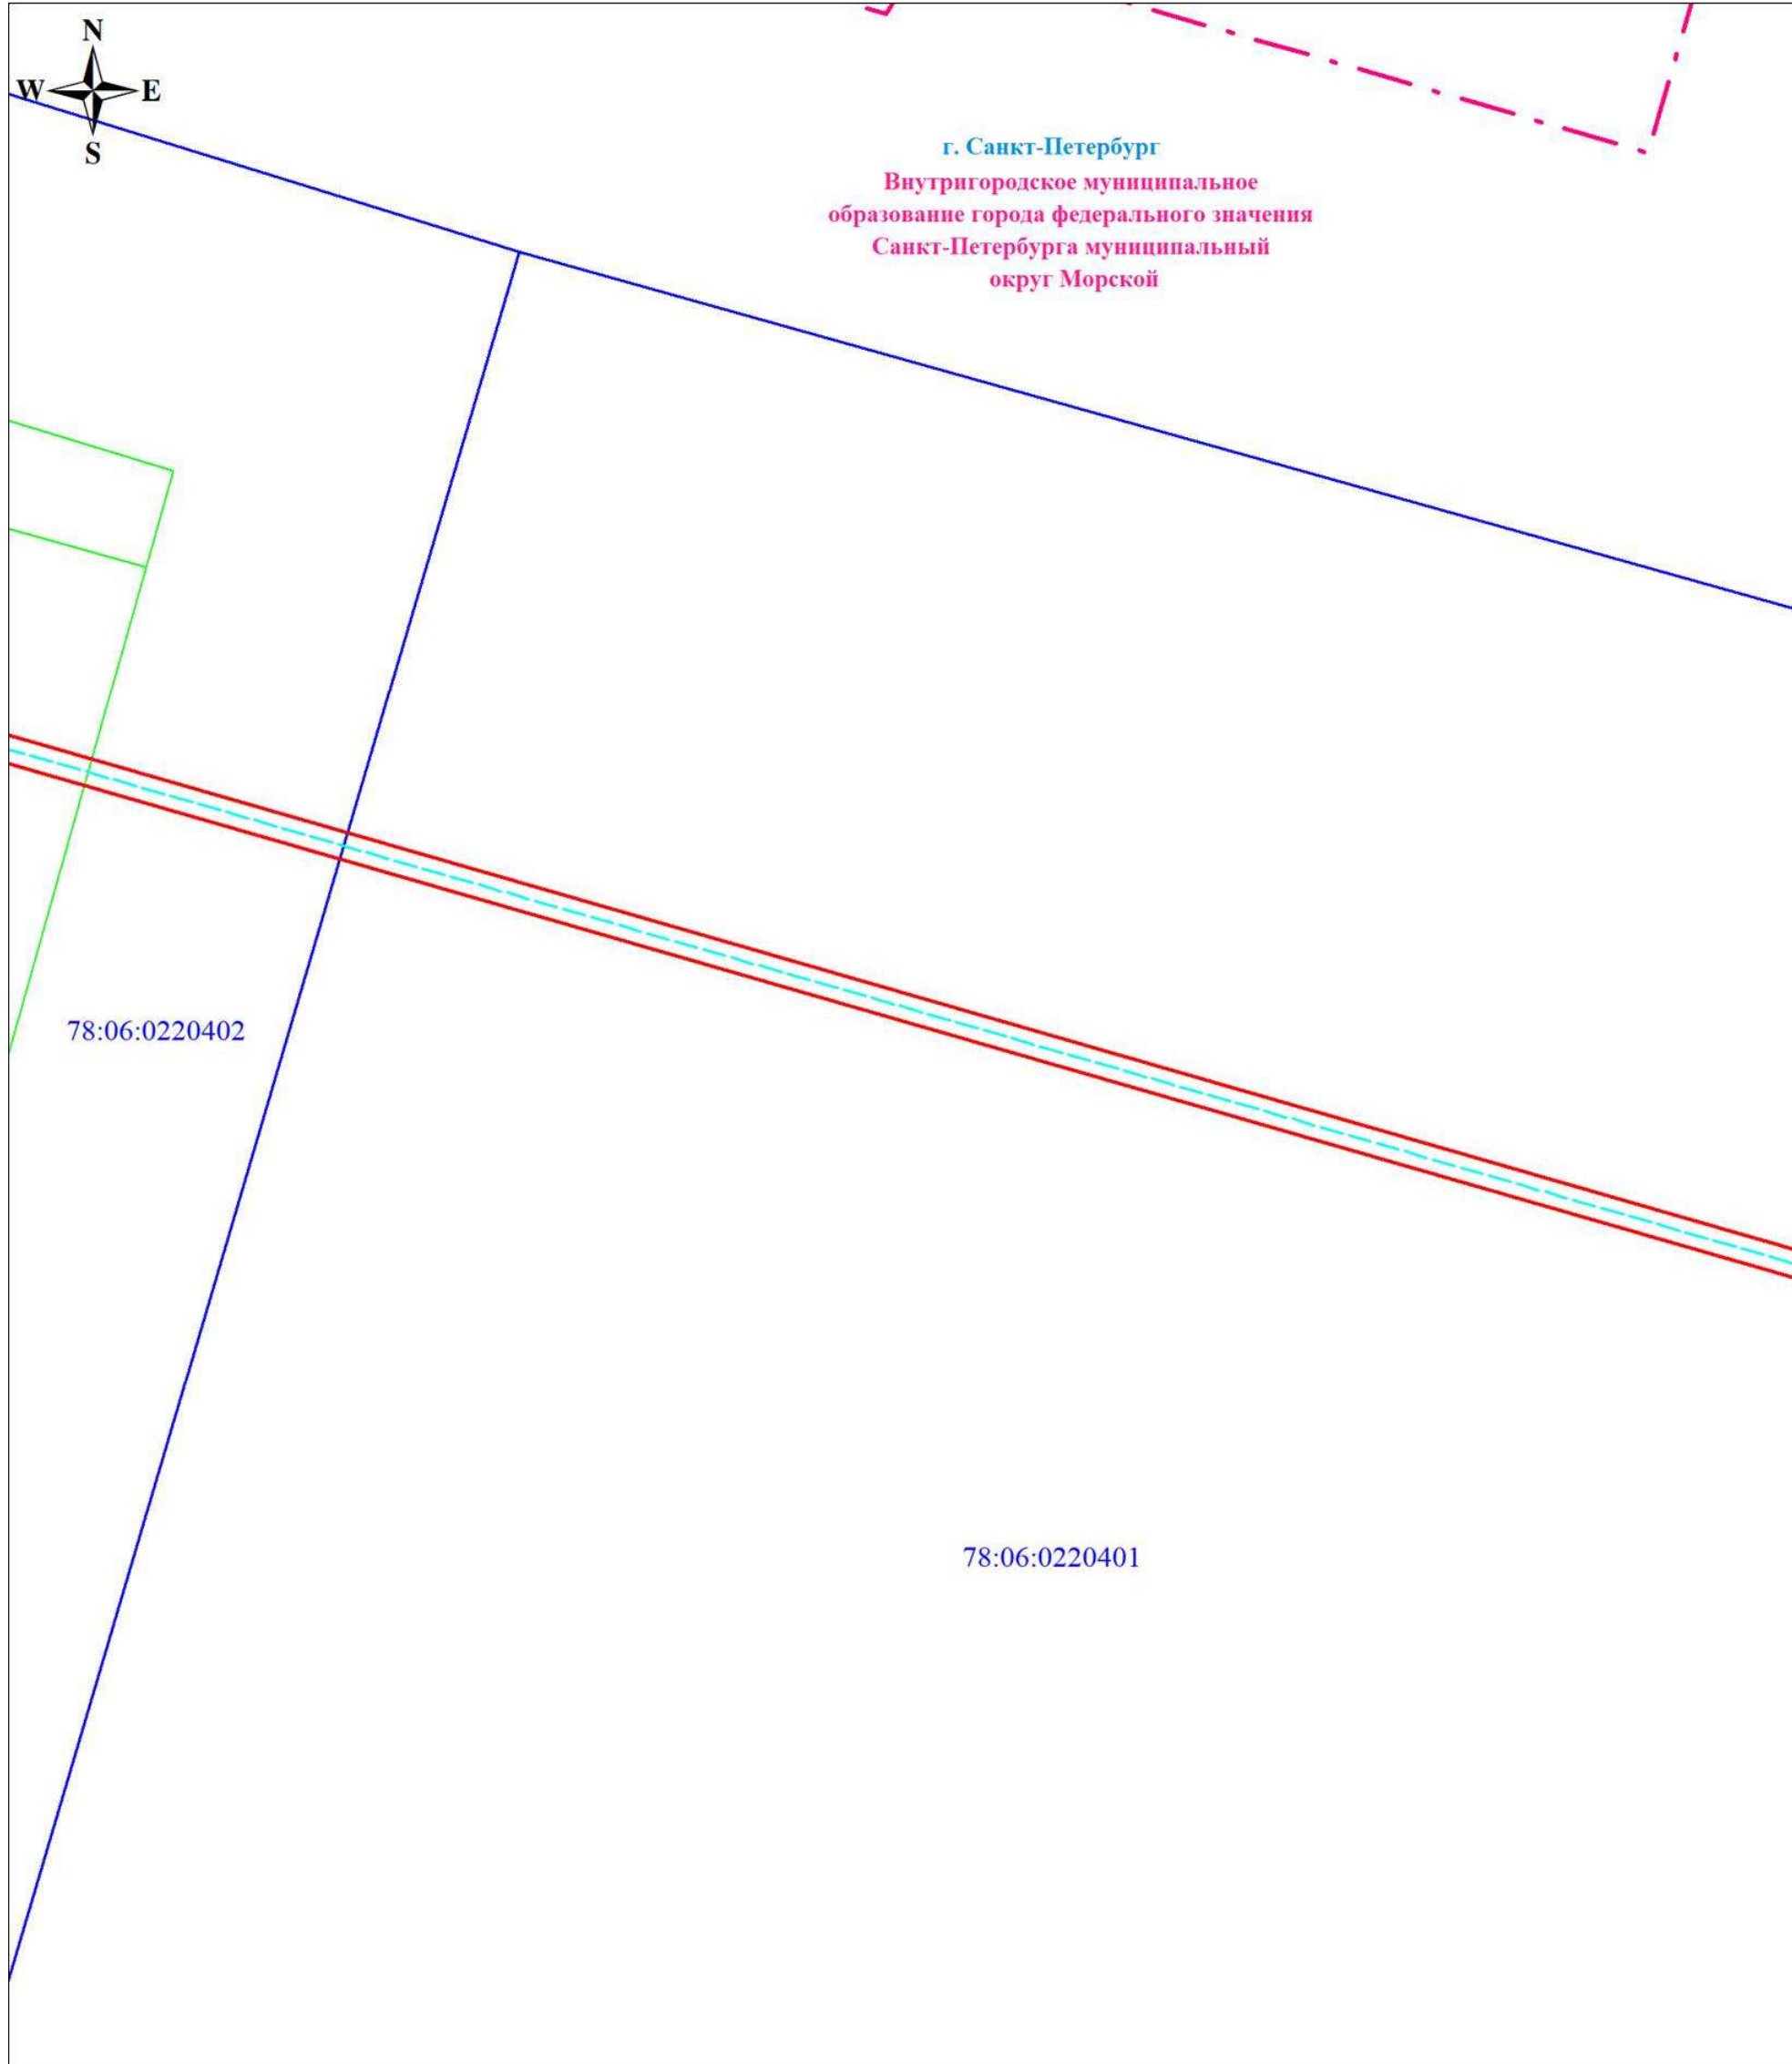 N
W E
S
г. Санкт-Петербург
Внутригородское муниципальное
образование города федерального значения
Санкт-Петербурга муниципальный
округ Морской
78:06:0220402
78:06:0220401